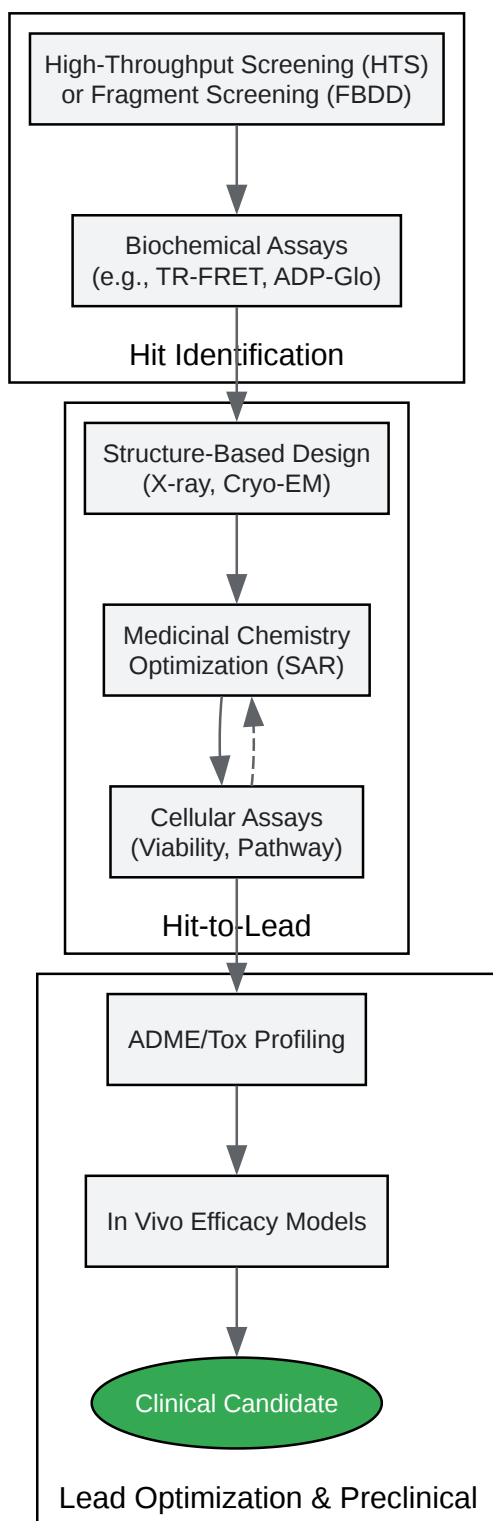 High-Throughput Screening (HTS)
or Fragment Screening (FBDD)
Biochemical Assays
(e.g., TR-FRET, ADP-Glo)
Hit Identification
Structure-Based Design
(X-ray, Cryo-EM)
Medicinal Chemistry
Optimization (SAR)
Cellular Assays
(Viability, Pathway)
Hit-to-Lead
ADME/Tox Profiling
In Vivo Efficacy Models
Clinical Candidate
Lead Optimization & Preclinical